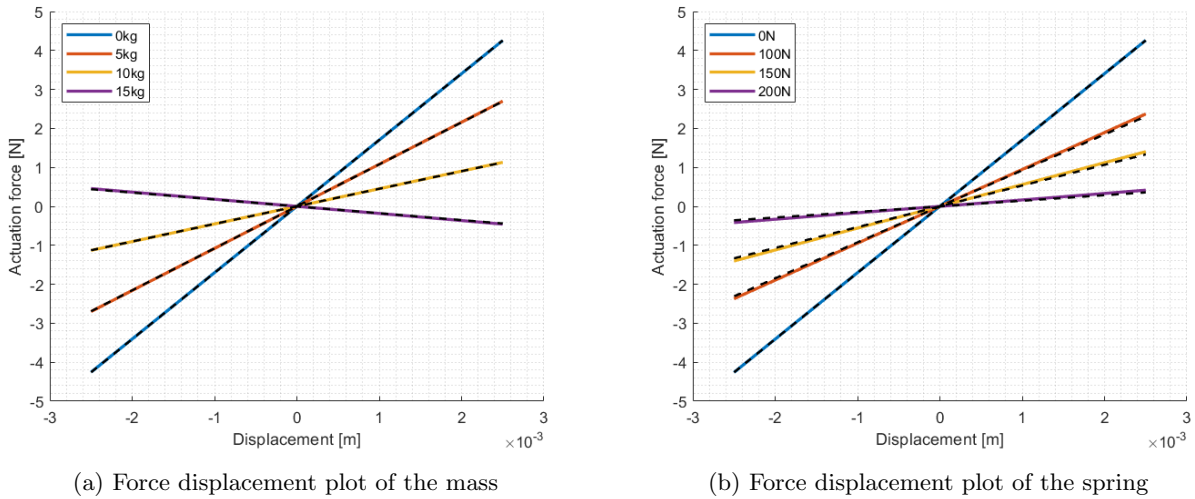 5
4
3
2
1
0
-1
-2
-3
-4
-5
Actuation force [N]
0kg
5kg
10kg
15kg
-3
-2
-1
0
1
2
3
Displacement [m]
×10⁻³
(a) Force displacement plot of the mass
5
4
3
2
1
0
-1
-2
-3
-4
-5
Actuation force [N]
0N
100N
150N
200N
-3
-2
-1
0
1
2
3
Displacement [m]
×10⁻³
(b) Force displacement plot of the spring